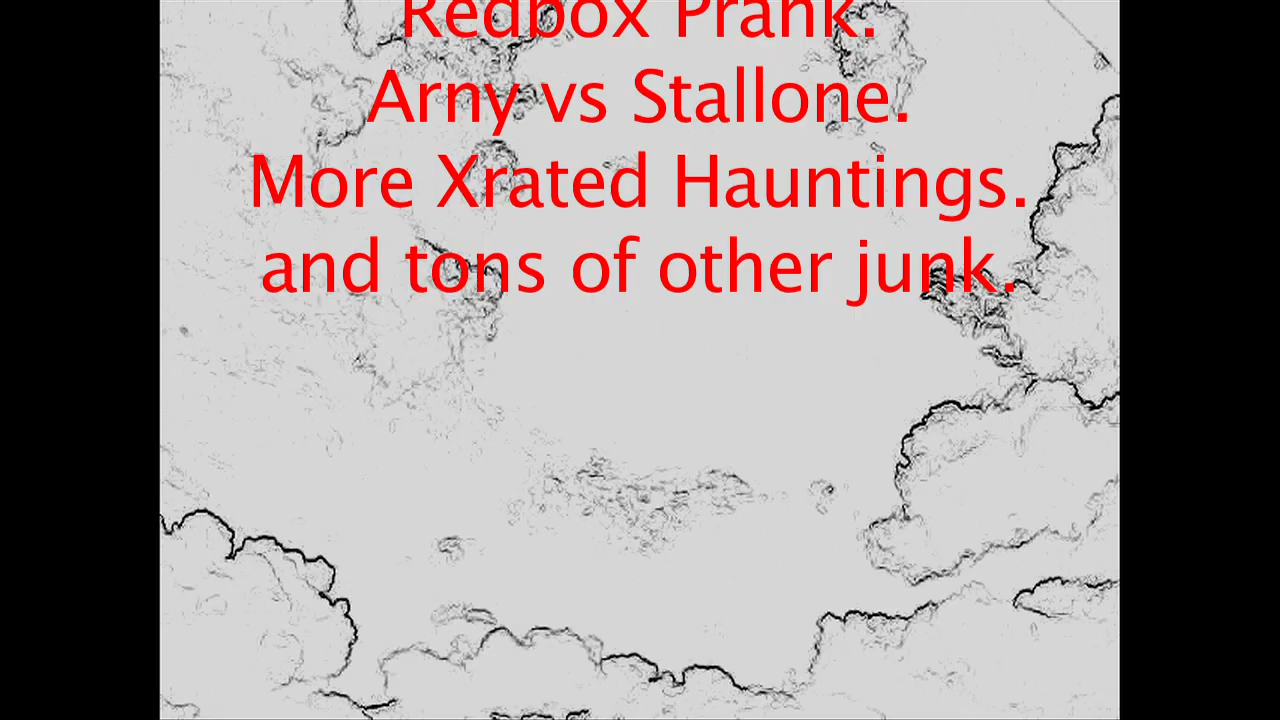 Redbox Prank.
Arny vs Stallone.
More Xrated Hauntings.
and tons of other junk.